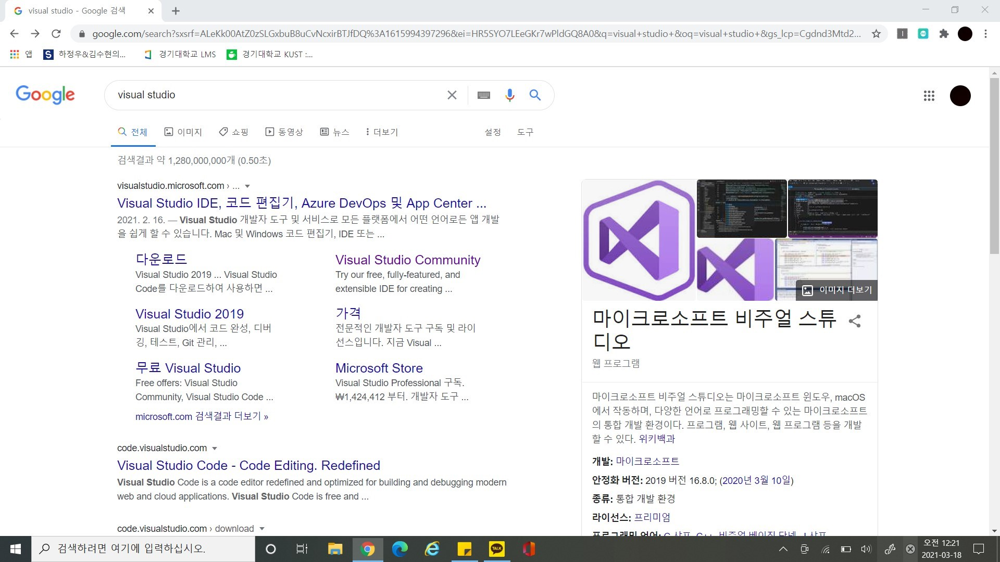 visual studio - Google 검색
google.com/search?sxsrf=ALeKk00AtZ0zSLGxbuB8uCvNcxirBTJfDQ%3A1615994397296&ei=HR5SYO7LEeGKr7wPldGQ8A0&q=visual+studio+&oq=visual+studio+&gs_lcp=Cgdnd3Mtd2...
앱 하정우&김수현의... 경기대학교 LMS 경기대학교 KUST :...
Google visual studio
전체 이미지 쇼핑 동영상 뉴스 더보기 설정 도구
검색결과 약 1,280,000,000개 (0.50초)
visualstudio.microsoft.com › ...
Visual Studio IDE, 코드 편집기, Azure DevOps 및 App Center ...
2021. 2. 16. — Visual Studio 개발자 도구 및 서비스로 모든 플랫폼에서 어떤 언어로든 앱 개발
을 쉽게 할 수 있습니다. Mac 및 Windows 코드 편집기, IDE 또는 ...
다운로드
Visual Studio 2019 ... Visual Studio
Code를 다운로드하여 사용하면 ...
Visual Studio Community
Try our free, fully-featured, and
extensible IDE for creating ...
Visual Studio 2019
Visual Studio에서 코드 완성, 디버
깅, 테스트, Git 관리, ...
가격
전문적인 개발자 도구 구독 및 라이
선스입니다. 지금 Visual ...
무료 Visual Studio
Free offers: Visual Studio
Community, Visual Studio Code ...
Microsoft Store
Visual Studio Professional 구독.
₩1,424,412 부터. 개발자 도구 ...
microsoft.com 검색결과 더보기 »
code.visualstudio.com
Visual Studio Code - Code Editing. Redefined
Visual Studio Code is a code editor redefined and optimized for building and debugging modern
web and cloud applications. Visual Studio Code is free and ...
code.visualstudio.com › download
이미지 더보기
마이크로소프트 비주얼 스튜
디오
웹 프로그램
마이크로소프트 비주얼 스튜디오는 마이크로소프트 윈도우, macOS
에서 작동하며, 다양한 언어로 프로그래밍할 수 있는 마이크로소프트
의 통합 개발 환경이다. 프로그램, 웹 사이트, 웹 프로그램 등을 개발
할 수 있다. 위키백과
개발: 마이크로소프트
안정화 버전: 2019 버전 16.8.0; (2020년 3월 10일)
종류: 통합 개발 환경
라이선스: 프리미엄
프로그래밍 언어: C 샤프, C++, 비주얼 베이직 닷넷, J 샤프
검색하려면 여기에 입력하십시오.
TALK
오전 12:21
2021-03-18